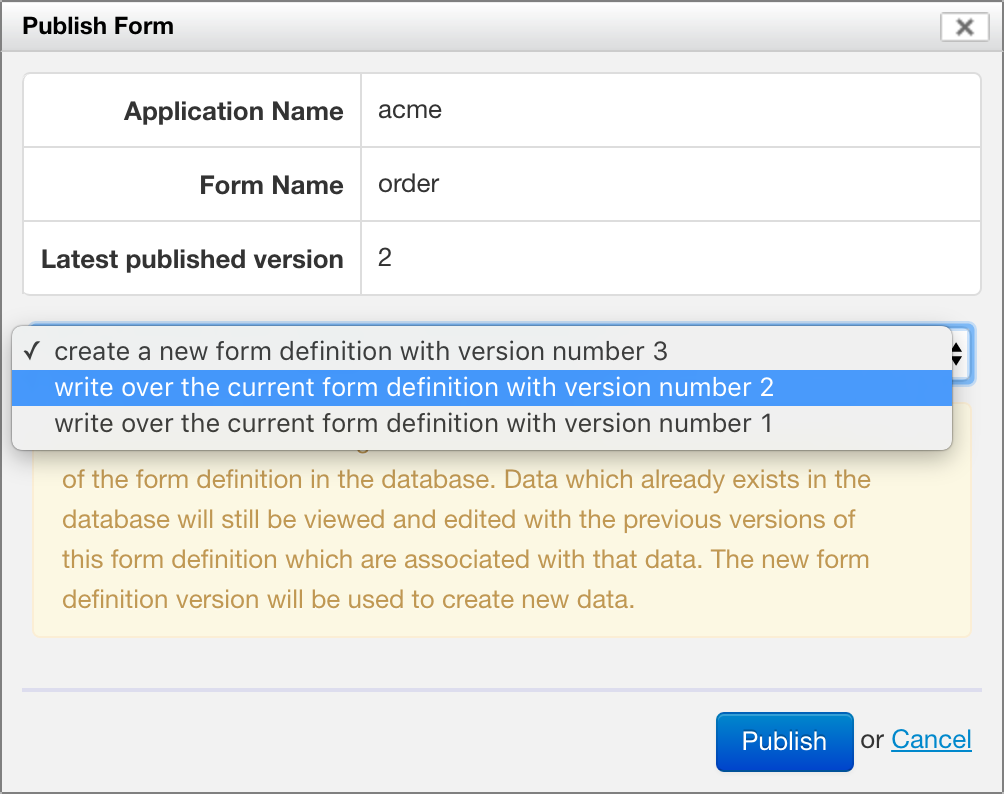 Publish Form
Application Name acme
Form Name order
Latest published version 2
✓ create a new form definition with version number 3
write over the current form definition with version number 2
write over the current form definition with version number 1
of the form definition in the database. Data which already exists in the
database will still be viewed and edited with the previous versions of
this form definition which are associated with that data. The new form
definition version will be used to create new data.
Publish or Cancel